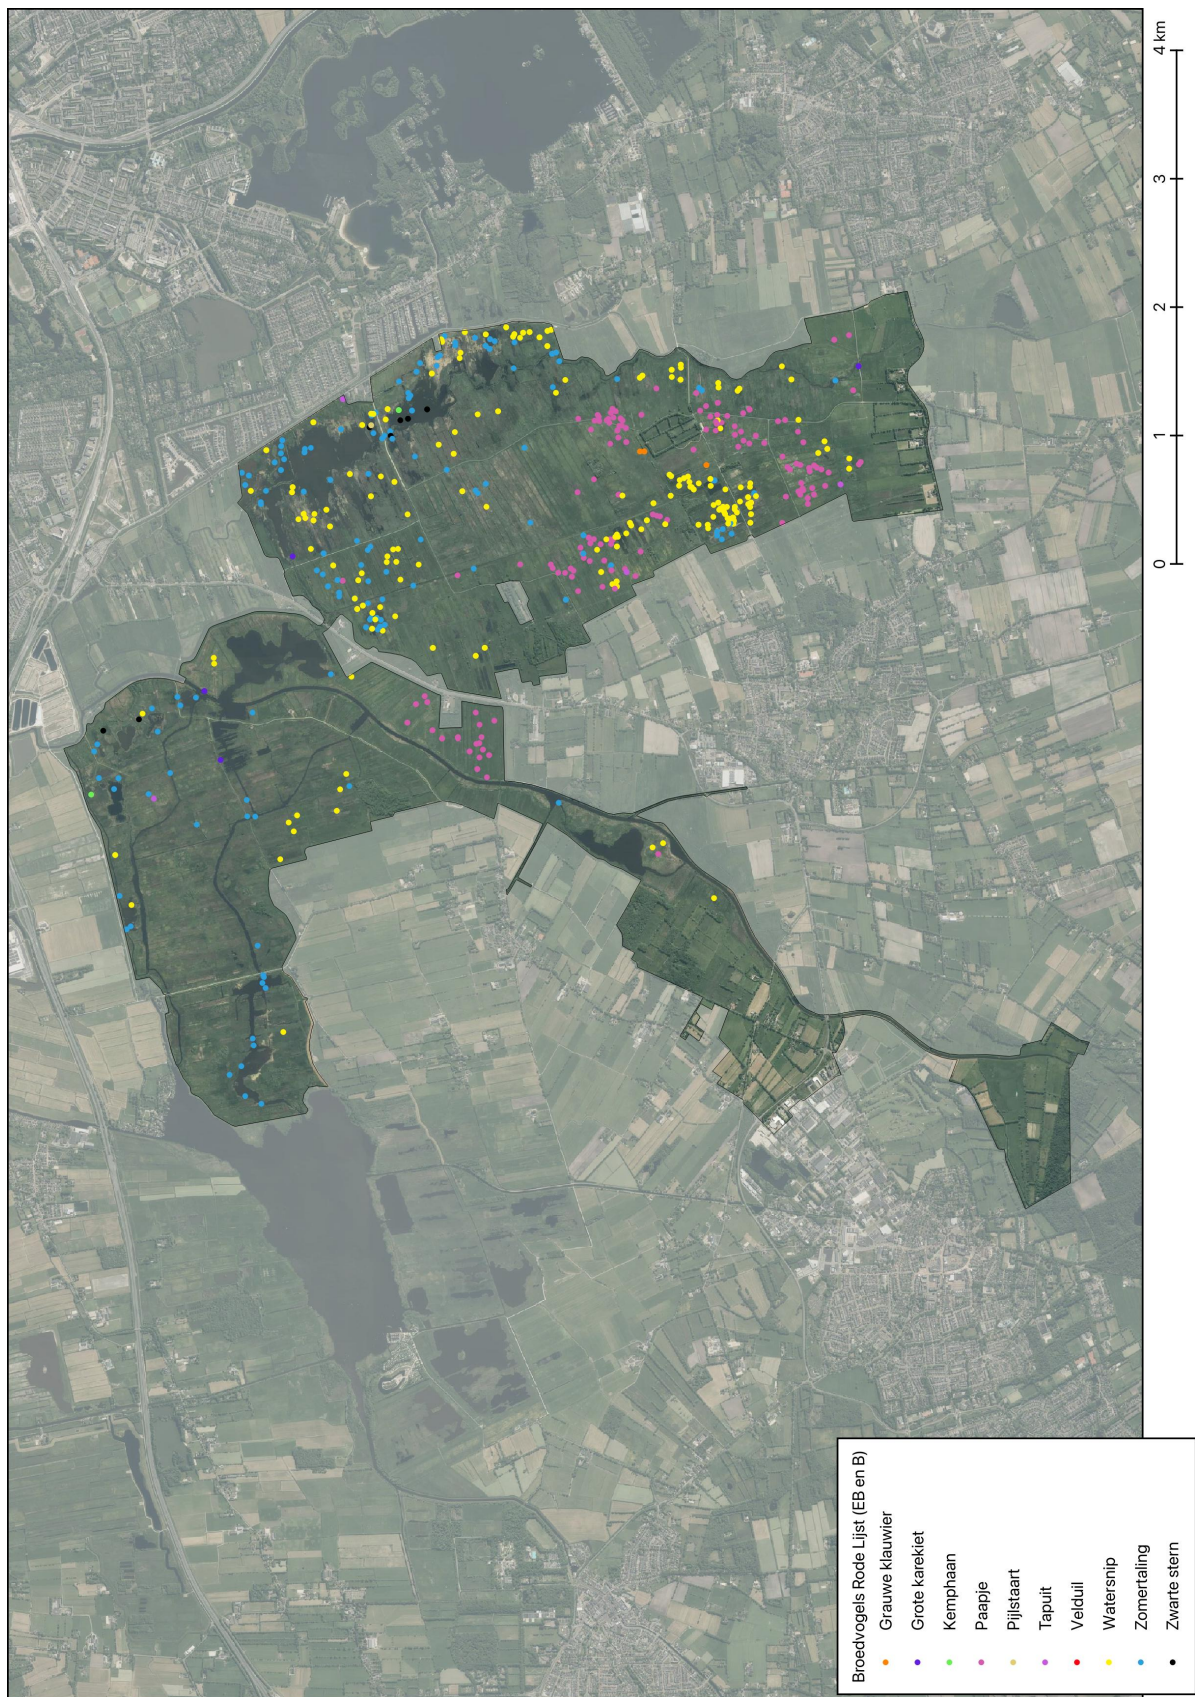 Broedvogels Rode Lijst (EB en B)
Grauwe klauwier
Grote karekiet
Kemphaan
Paapje
Pijlstaart
Tapuit
Velduil
Watersnip
Zomertaling
Zwarte stern
0
1
2
3
4 km